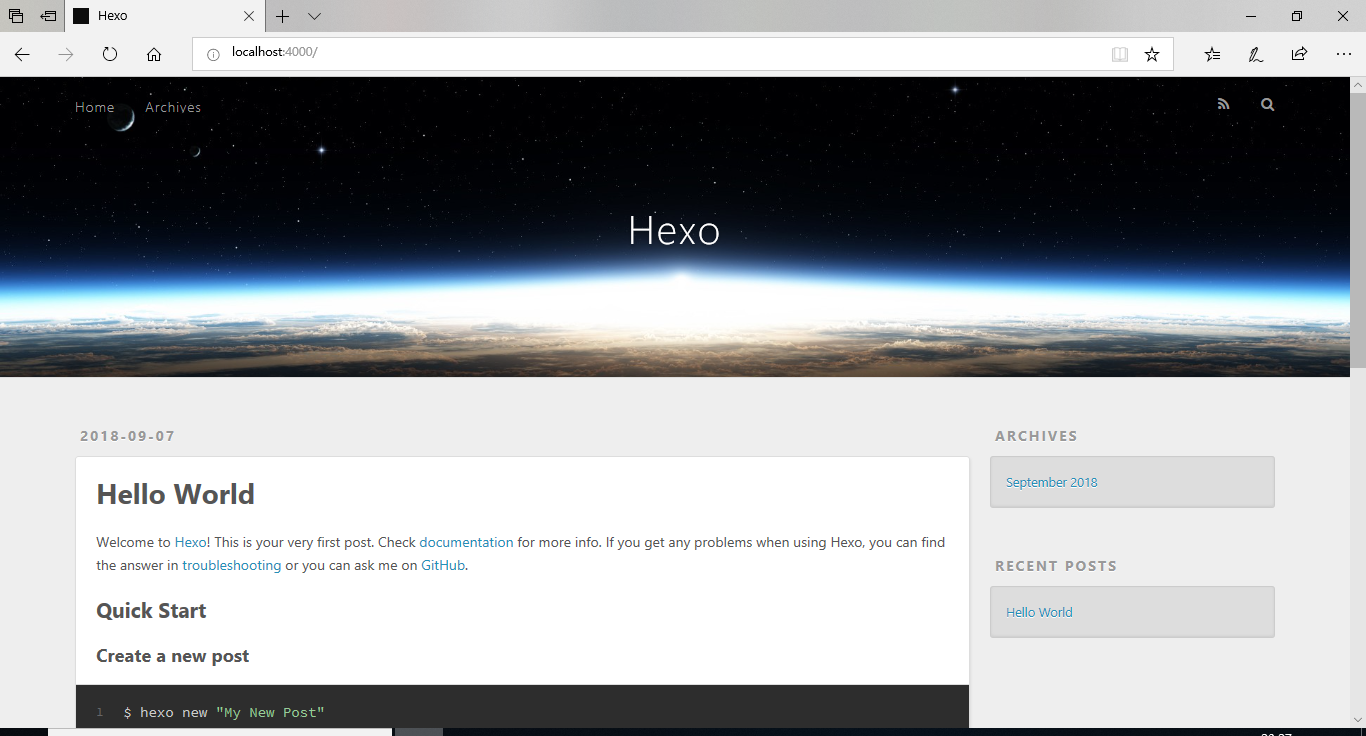 Hexo
localhost:4000/
Home
Archives
Hexo
2018-09-07
Hello World
Welcome to Hexo! This is your very first post. Check documentation for more info. If you get any problems when using Hexo, you can find
the answer in troubleshooting or you can ask me on GitHub.
Quick Start
Create a new post
1 $ hexo new "My New Post"
ARCHIVES
September 2018
RECENT POSTS
Hello World